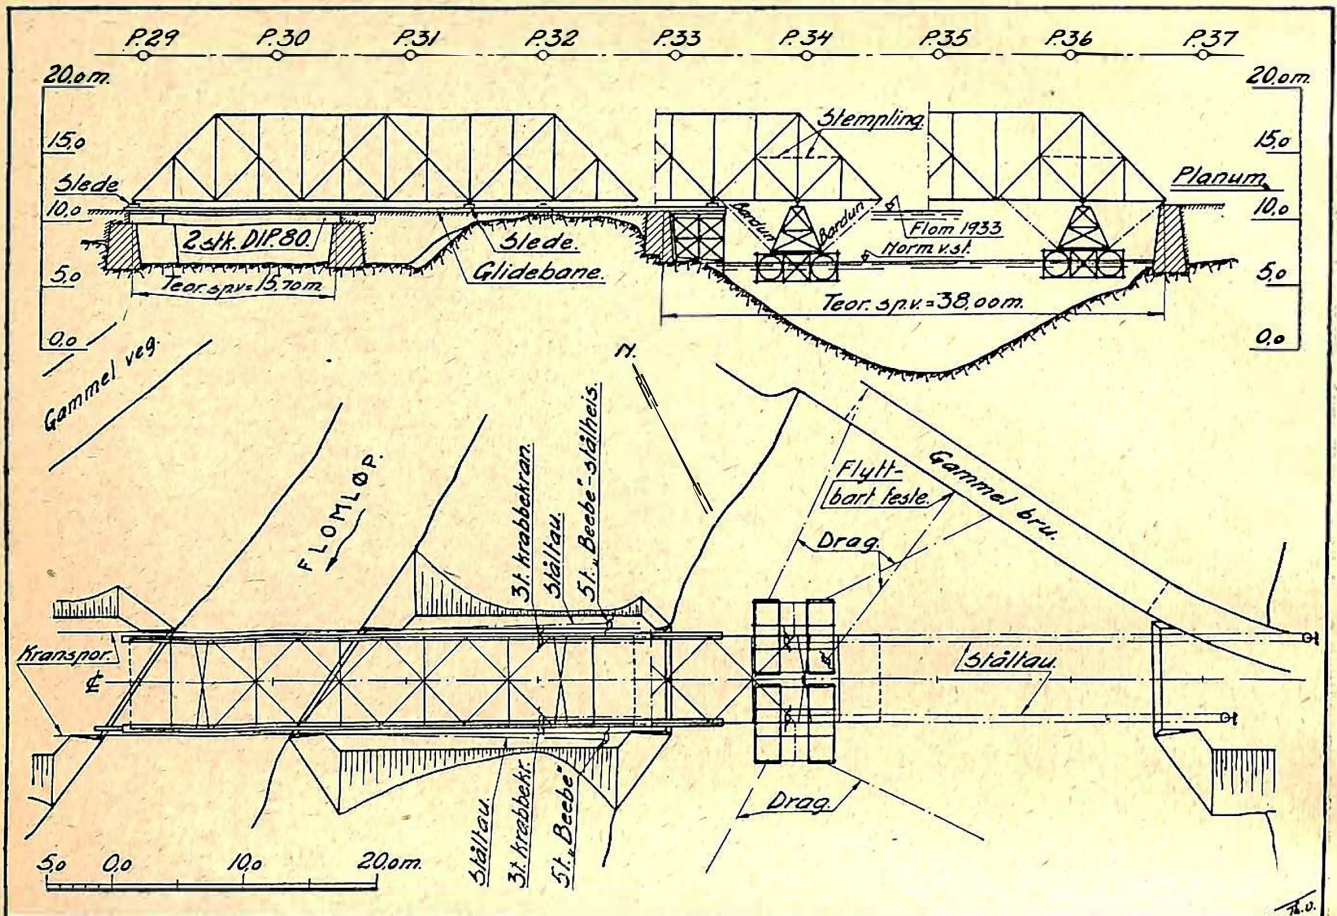 P.29 P.30 P.31 P.32 P.33 P.34 P.35 P.36 P.37
20,0m. 20,0m.
Stempling.
15,0 15,0
Slede Planum
10,0 10,0
Bardun Bardun
Flom 1933
2 stk. DIP. 80. Slede. Norm v.st.
Glidebane.
5,0 5,0
Teor. spv.=15,70m Teor. sp.v.=38,00m.
0,0 0,0
Gammel veg.
N.
FLOMLØP.
3t. krabbekran.
Ståltau.
5t. „Beebe"-stålheis.
Flytt-
bart feste.
Gammel bru.
Drag.
Kranspor.
Ståltau.
₵
Drag.
Ståltau.
3t. krabbekr.
5t. „Beebe"
5,0 0,0 10,0 20,0m.
Th.O.